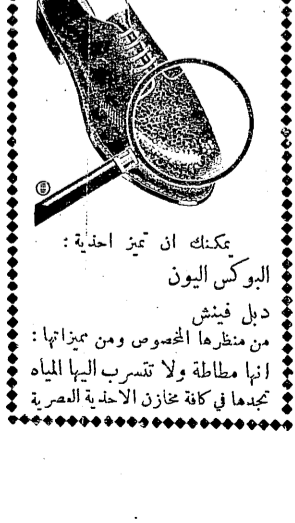 يمكنك ان تميز احذية :
البوكس اليون
دبل فينش
من منظرها المخصوص ومن ميزاتها :
انها مطاطة ولا تتسرب اليها المياه
تجدها في كافة مخازن الاحذية العصرية